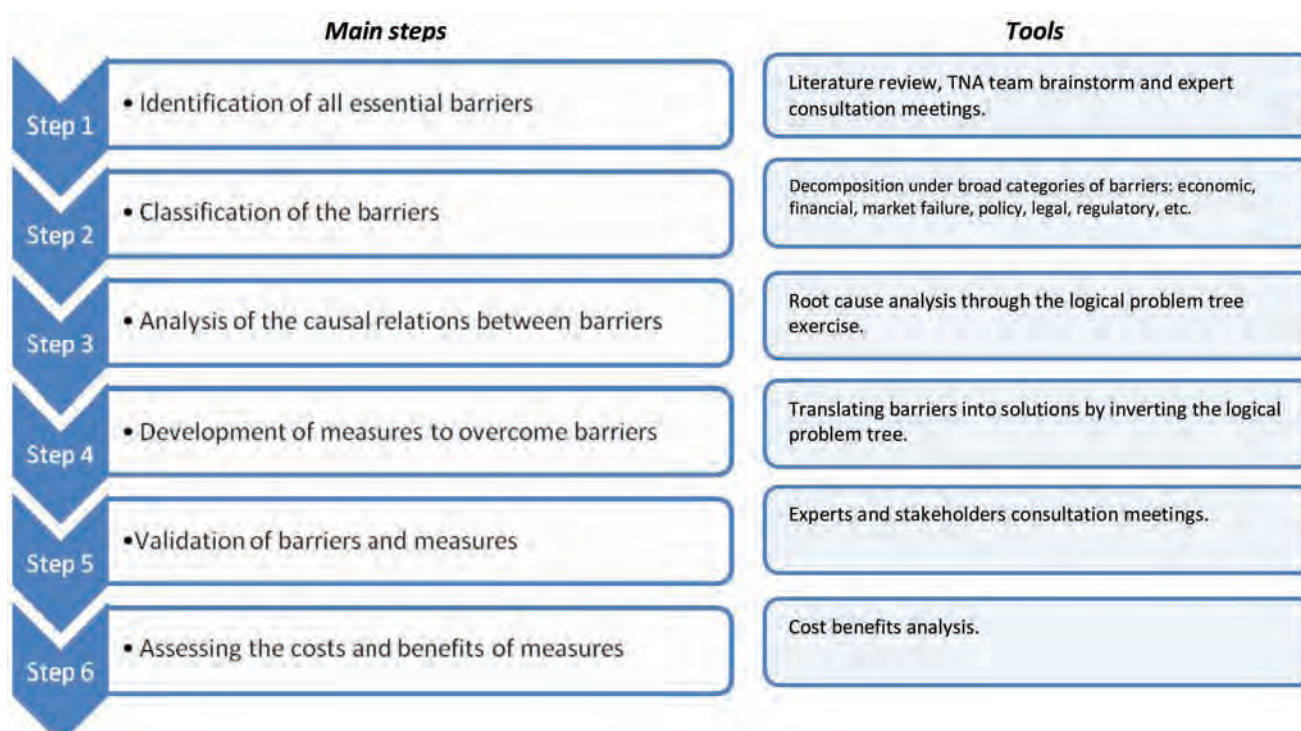 Main steps
Tools
Step 1
• Identification of all essential barriers
Literature review, TNA team brainstorm and expert
consultation meetings.
Step 2
• Classification of the barriers
Decomposition under broad categories of barriers: economic,
financial, market failure, policy, legal, regulatory, etc.
Step 3
• Analysis of the causal relations between barriers
Root cause analysis through the logical problem tree
exercise.
Step 4
• Development of measures to overcome barriers
Translating barriers into solutions by inverting the logical
problem tree.
Step 5
•Validation of barriers and measures
Experts and stakeholders consultation meetings.
Step 6
• Assessing the costs and benefits of measures
Cost benefits analysis.